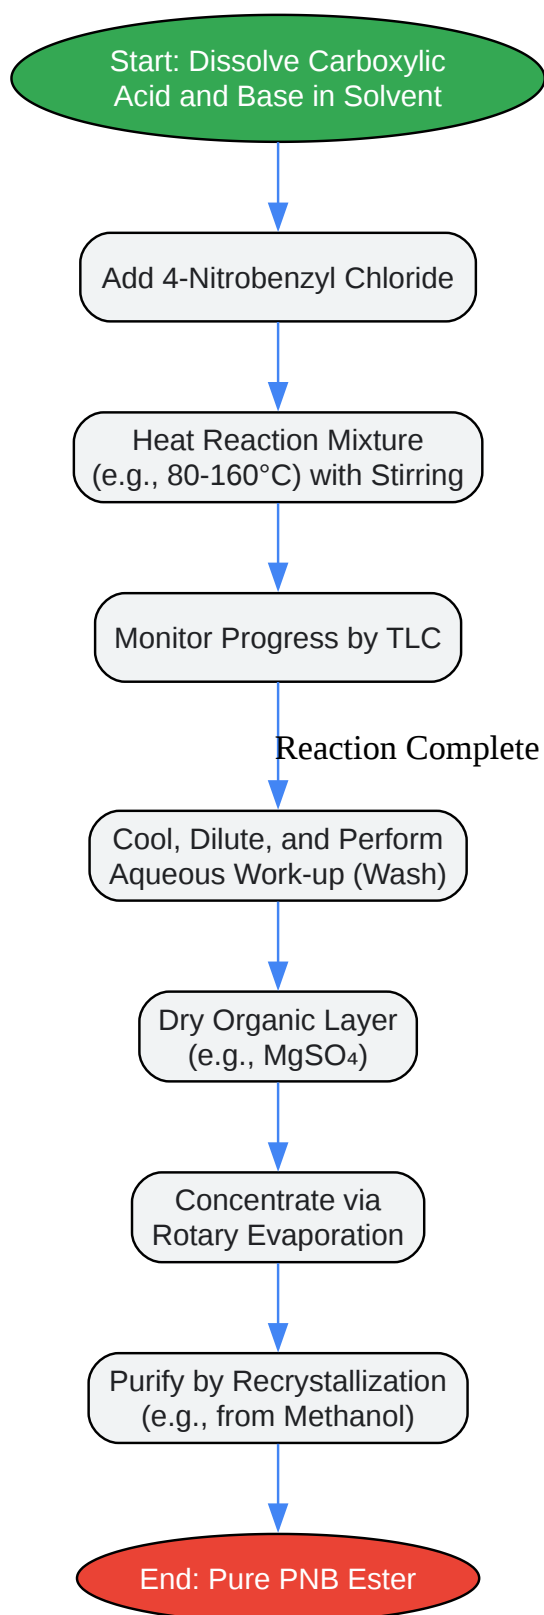 Start: Dissolve Carboxylic
Acid and Base in Solvent
Add 4-Nitrobenzyl Chloride
Heat Reaction Mixture
(e.g., 80-160°C) with Stirring
Monitor Progress by TLC
Reaction Complete
Cool, Dilute, and Perform
Aqueous Work-up (Wash)
Dry Organic Layer
(e.g., MgSO₄)
Concentrate via
Rotary Evaporation
Purify by Recrystallization
(e.g., from Methanol)
End: Pure PNB Ester